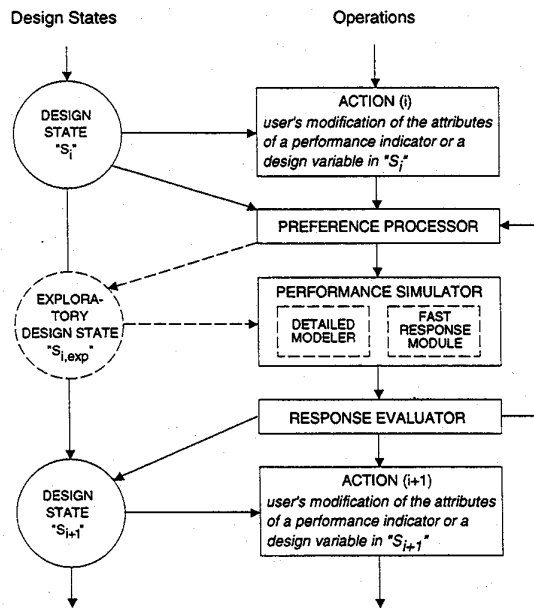 Design States
Operations
DESIGN
STATE
"Si"
ACTION (i)
user's modification of the attributes
of a performance indicator or a
design variable in "Si"
PREFERENCE PROCESSOR
EXPLORA-
TORY
DESIGN STATE
"Si,exp"
PERFORMANCE SIMULATOR
DETAILED
MODELER
FAST
RESPONSE
MODULE
RESPONSE EVALUATOR
DESIGN
STATE
"Si+1"
ACTION (i+1)
user's modification of the attributes
of a performance indicator or a
design variable in "Si+1"